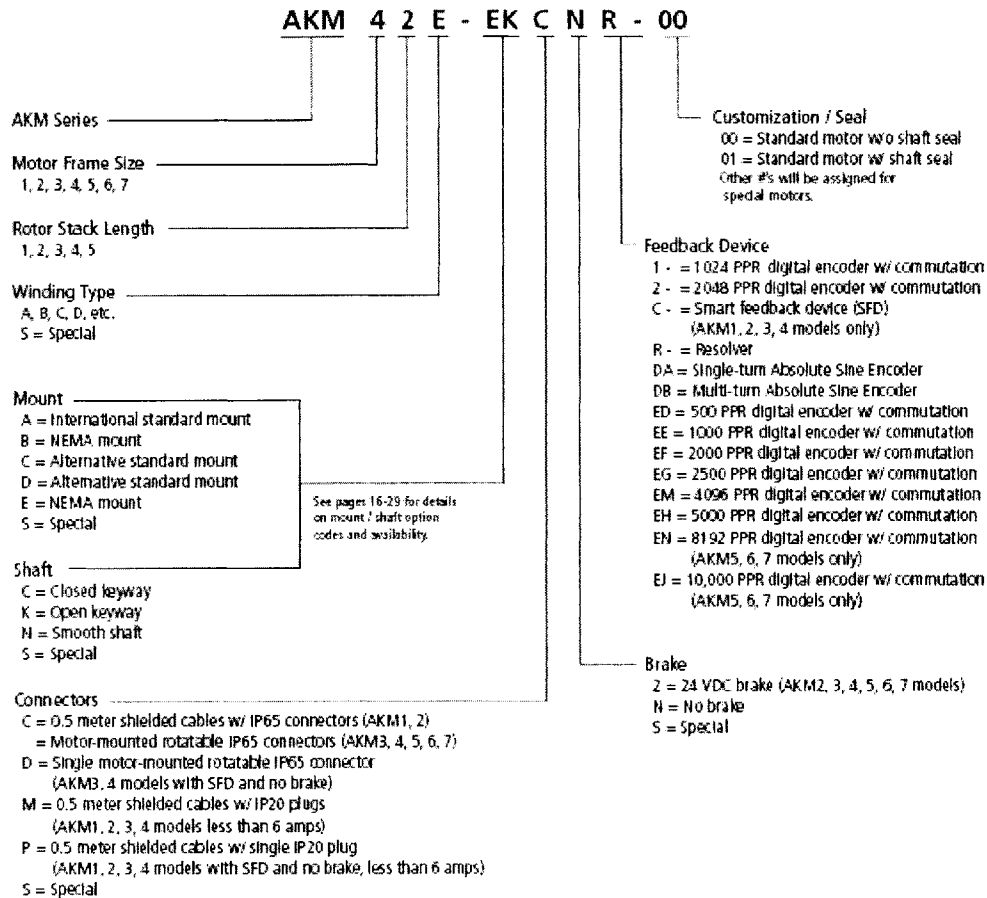 AKM 4 2 E - EK C N R - 00
AKM Series
Motor Frame Size
1, 2, 3, 4, 5, 6, 7
Rotor Stack Length
1, 2, 3, 4, 5
Winding Type
A, B, C, D, etc.
S = Special
Mount
A = International standard mount
B = NEMA mount
C = Alternative standard mount
D = Alternative standard mount
E = NEMA mount
S = Special
See pages 16-29 for details
on mount / shaft option
codes and availability.
Shaft
C = Closed keyway
K = Open keyway
N = Smooth shaft
S = Special
Connectors
C = 0.5 meter shielded cables w/ IP65 connectors (AKM1, 2)
= Motor-mounted rotatable IP65 connectors (AKM3, 4, 5, 6, 7)
D = Single motor-mounted rotatable IP65 connector
(AKM3, 4 models with SFD and no brake)
M = 0.5 meter shielded cables w/ IP20 plugs
(AKM1, 2, 3, 4 models less than 6 amps)
P = 0.5 meter shielded cables w/ single IP20 plug
(AKM1, 2, 3, 4 models with SFD and no brake, less than 6 amps)
S = Special
Customization / Seal
00 = Standard motor w/o shaft seal
01 = Standard motor w/ shaft seal
Other #'s will be assigned for
special motors.
Feedback Device
1 - = 1024 PPR digital encoder w/ commutation
2 - = 2048 PPR digital encoder w/ commutation
C - = Smart feedback device (SFD)
(AKM1, 2, 3, 4 models only)
R - = Resolver
DA = Single-turn Absolute Sine Encoder
DB = Multi-turn Absolute Sine Encoder
ED = 500 PPR digital encoder w/ commutation
EE = 1000 PPR digital encoder w/ commutation
EF = 2000 PPR digital encoder w/ commutation
EG = 2500 PPR digital encoder w/ commutation
EM = 4096 PPR digital encoder w/ commutation
EH = 5000 PPR digital encoder w/ commutation
EN = 8192 PPR digital encoder w/ commutation
(AKM5, 6, 7 models only)
EJ = 10,000 PPR digital encoder w/ commutation
(AKM5, 6, 7 models only)
Brake
2 = 24 VDC brake (AKM2, 3, 4, 5, 6, 7 models)
N = No brake
S = Special